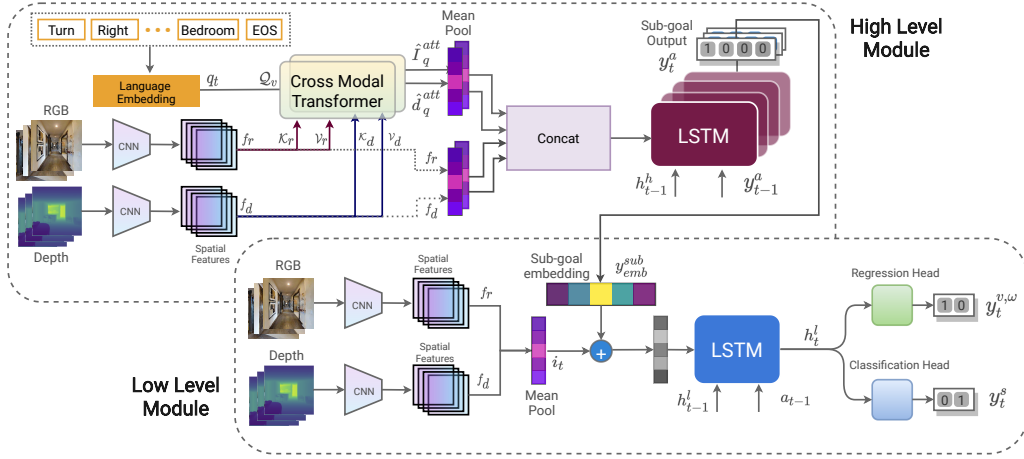 Turn Right • • • Bedroom EOS
Language
Embedding
q_t
Q_v
Cross Modal
Transformer
Î_q^{att}
d̂_q^{att}
Mean
Pool
Sub-goal
Output
y_t^a
1 0 0 0
High Level
Module
RGB
CNN
f_r
K_r
V_r
K_d
V_d
f_r
Concat
LSTM
h_{t-1}^h
y_{t-1}^a
CNN
f_d
f_d
Depth
Spatial
Features
RGB
CNN
Spatial
Features
f_r
Sub-goal
embedding
y_{emb}^{sub}
Regression Head
1 0
y_t^{v,ω}
Depth
CNN
Spatial
Features
f_d
i_t
+
Mean
Pool
LSTM
h_t^l
h_{t-1}^l
a_{t-1}
Classification Head
0 1
y_t^s
Low Level
Module